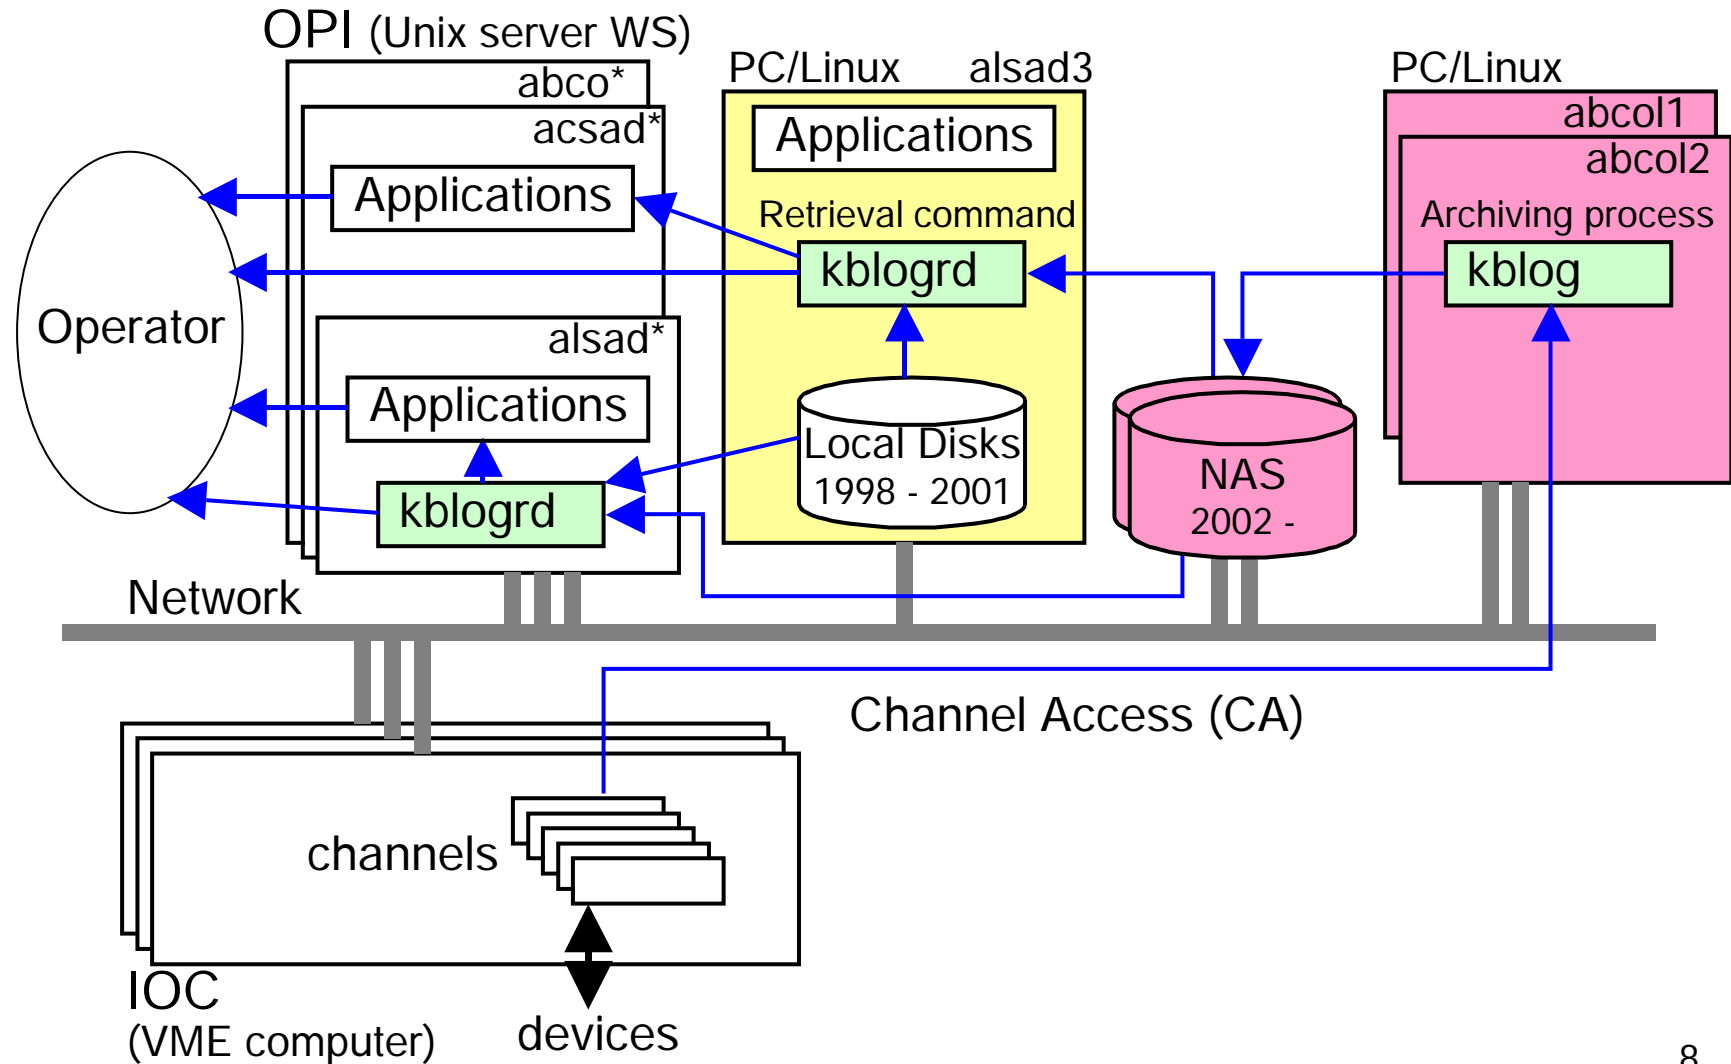 OPI (Unix server WS)
abco*
acsad*
Applications
alsad*
Applications
kblogrd
Operator
PC/Linux alsad3
Applications
Retrieval command
kblogrd
Local Disks
1998 - 2001
NAS
2002 -
PC/Linux
abcol1
abcol2
Archiving process
kblog
Network
Channel Access (CA)
channels
IOC
(VME computer)
devices
8